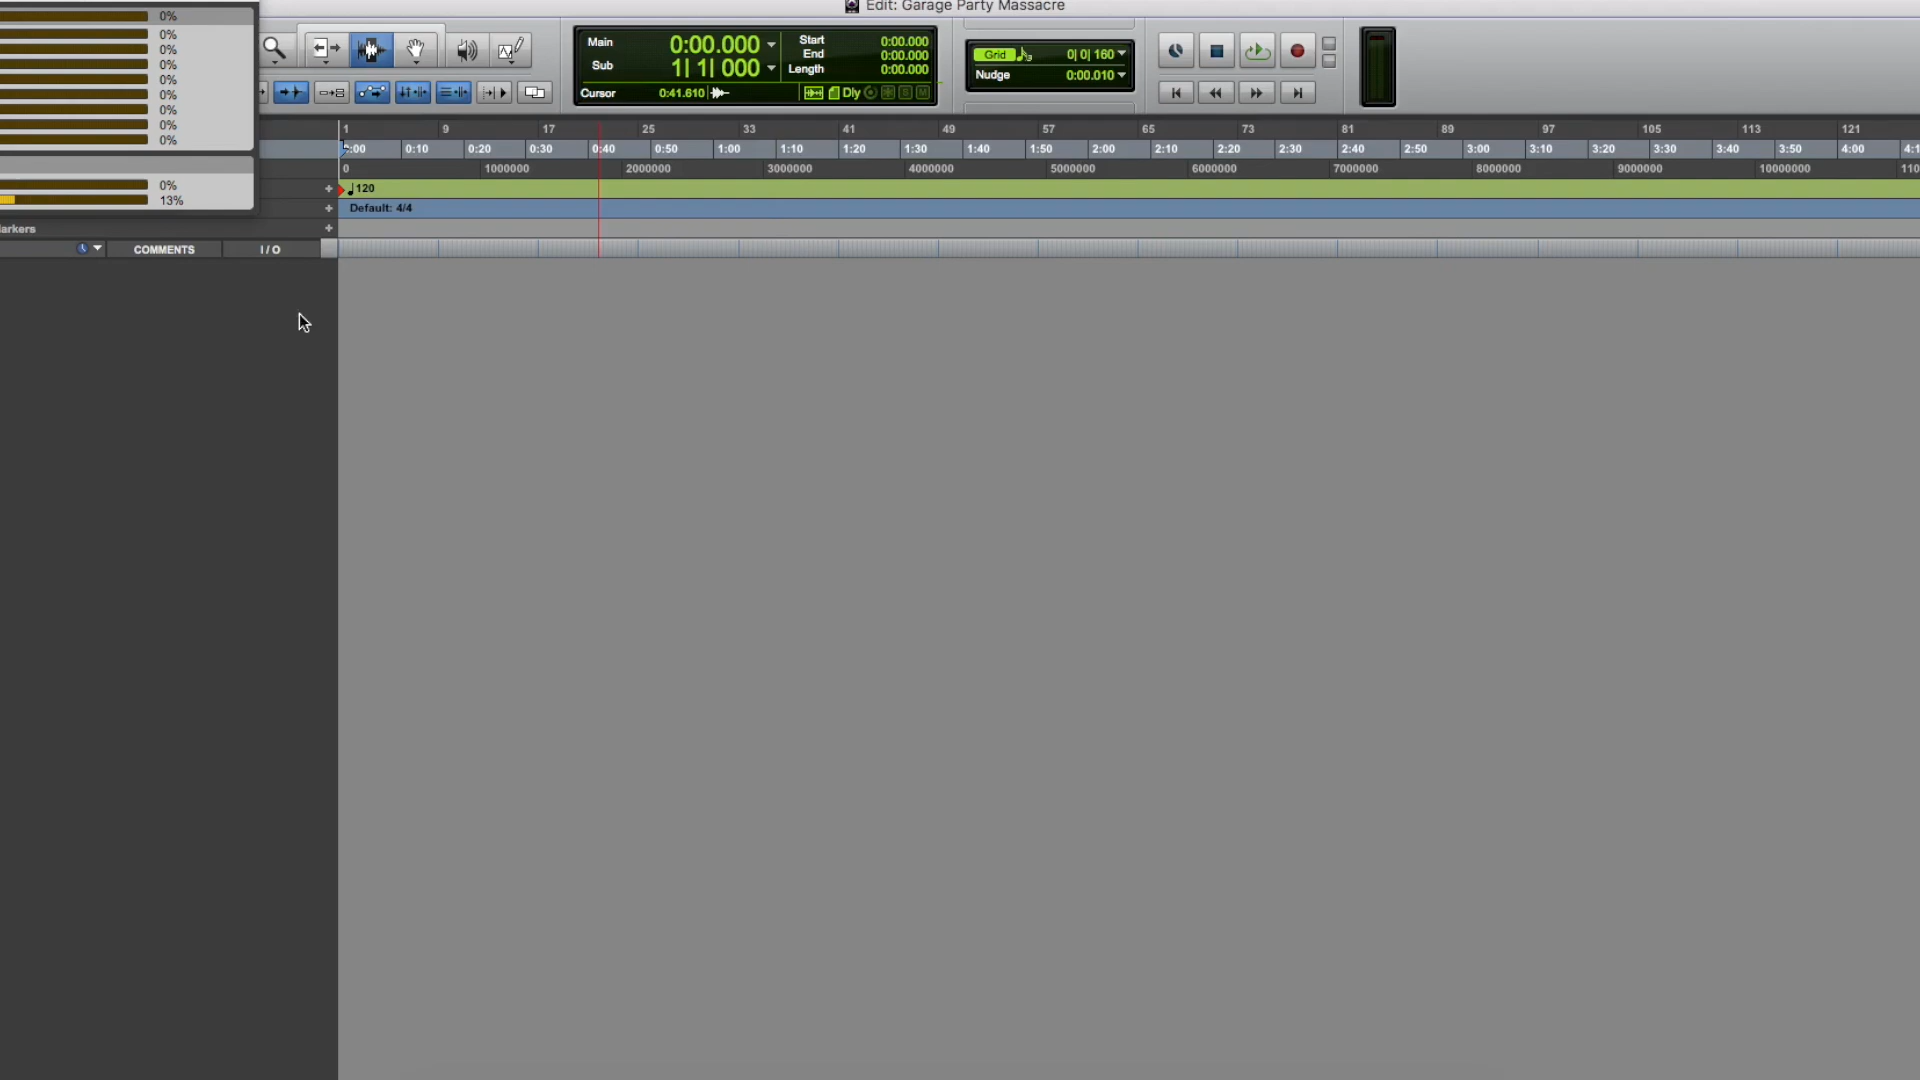 Edit: Garage Party Massacre
0%
0%
0%
0%
0%
0%
0%
0%
0%
0%
13%
Main 0:00.000
Sub 1| 1| 000
Start 0:00.000
End 0:00.000
Length 0:00.000
Cursor 0:41.610
Dly
S M
Grid 0| 0| 160
Nudge 0:00.010
1 9 17 25 33 41 49 57 65 73 81 89 97 105 113 121
:00 0:10 0:20 0:30 0:40 0:50 1:00 1:10 1:20 1:30 1:40 1:50 2:00 2:10 2:20 2:30 2:40 2:50 3:00 3:10 3:20 3:30 3:40 3:50 4:00 4:1
0 1000000 2000000 3000000 4000000 5000000 6000000 7000000 8000000 9000000 10000000 110
120
Default: 4/4
arkers
COMMENTS I / O